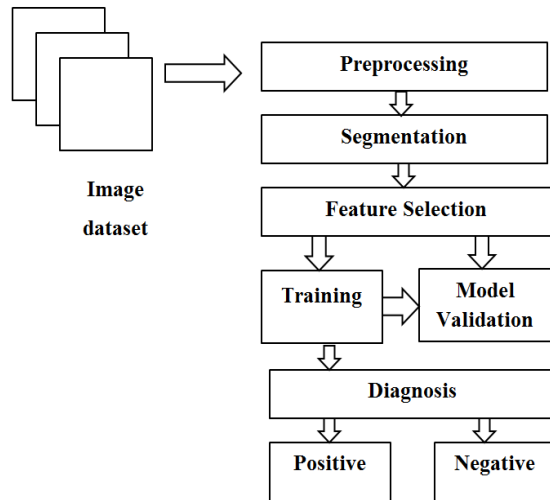 Preprocessing
Image
dataset
Segmentation
Feature Selection
Training
Model
Validation
Diagnosis
Positive
Negative